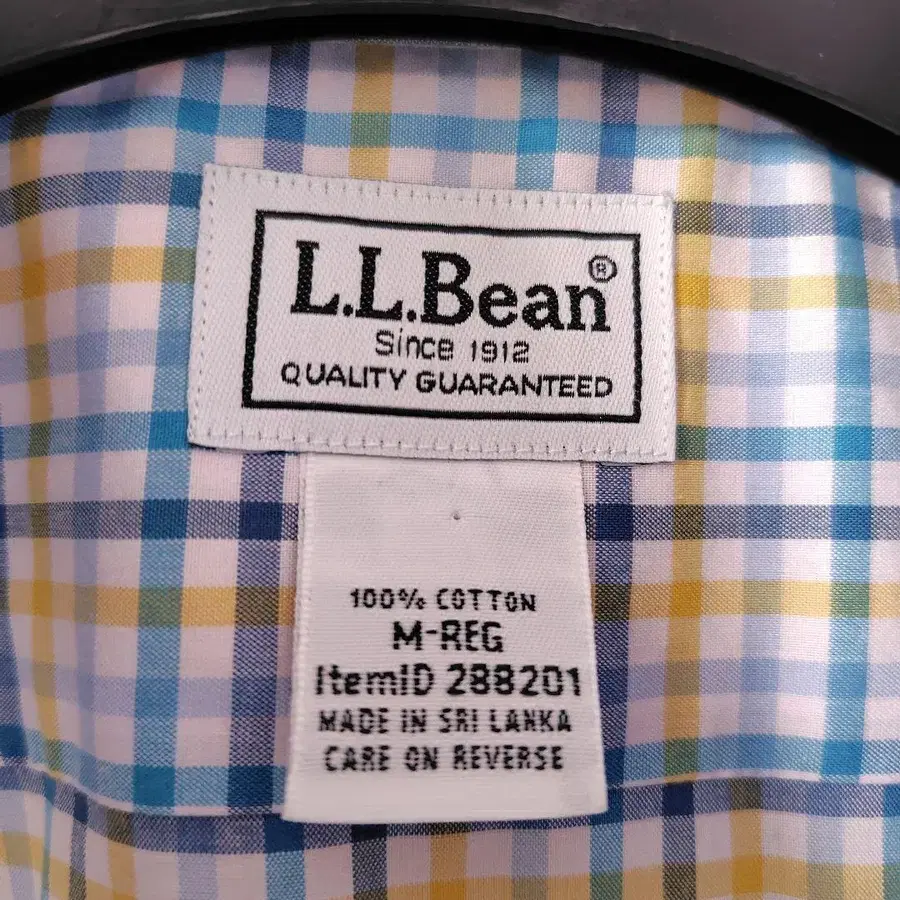 L.L.Bean®
Since 1912
QUALITY GUARANTEED
100% COTTON
M-REG
ItemID 288201
MADE IN SRI LANKA
CARE ON REVERSE